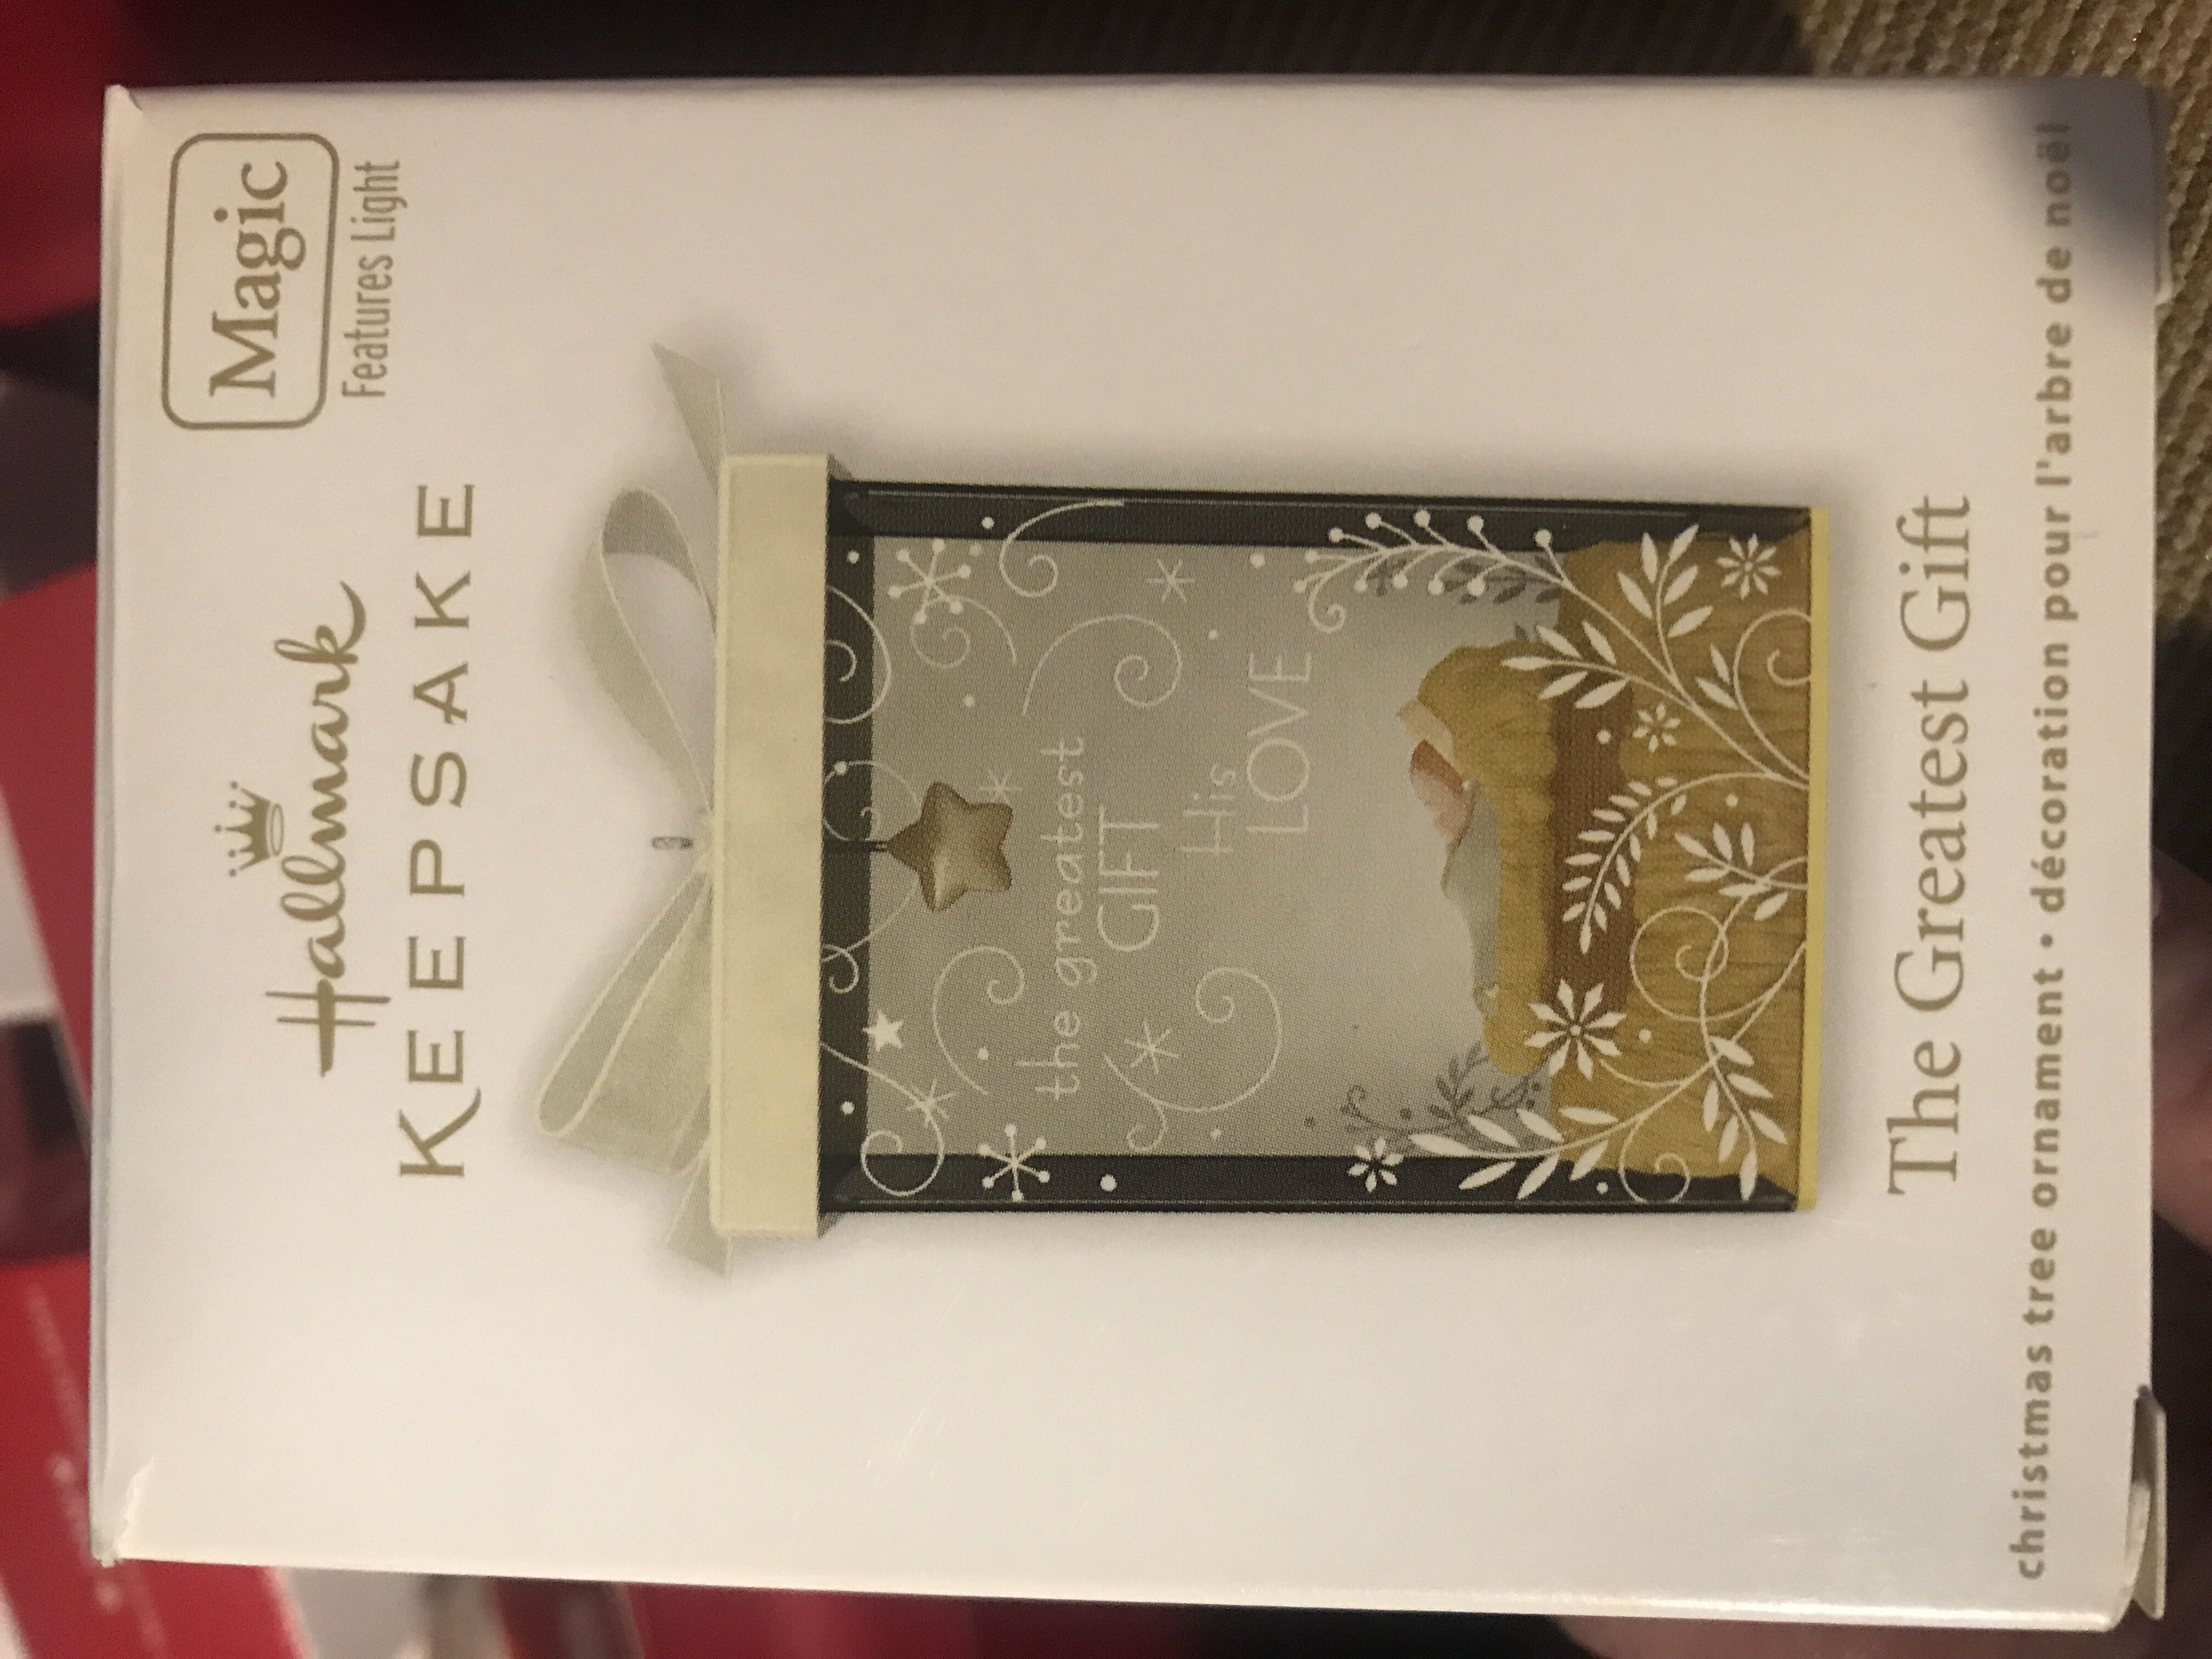 Magic
Features Light
Hallmark
KEEPSAKE
the greatest
GIFT
His
LOVE
The Greatest Gift
christmas tree ornament • décoration pour l'arbre de noël